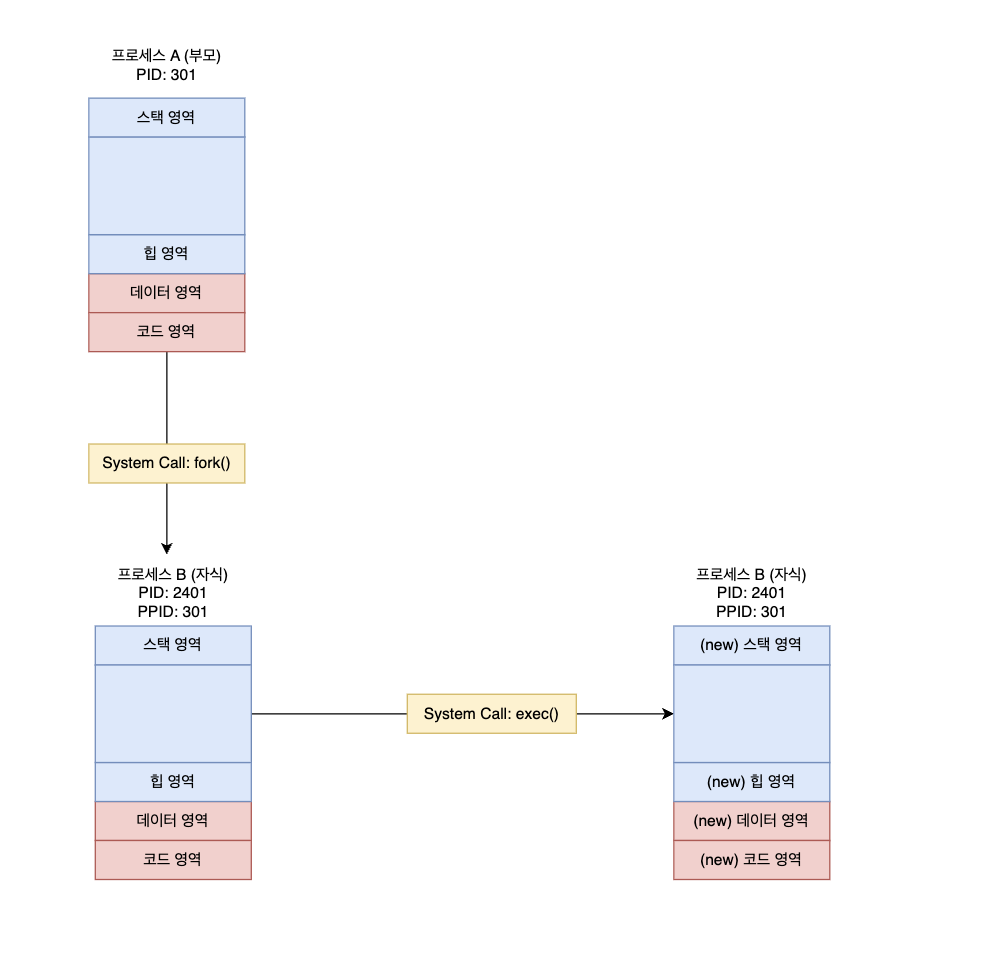 프로세스 A (부모)
PID: 301
스택 영역
힙 영역
데이터 영역
코드 영역
System Call: fork()
프로세스 B (자식)
PID: 2401
PPID: 301
스택 영역
힙 영역
데이터 영역
코드 영역
System Call: exec()
프로세스 B (자식)
PID: 2401
PPID: 301
(new) 스택 영역
(new) 힙 영역
(new) 데이터 영역
(new) 코드 영역